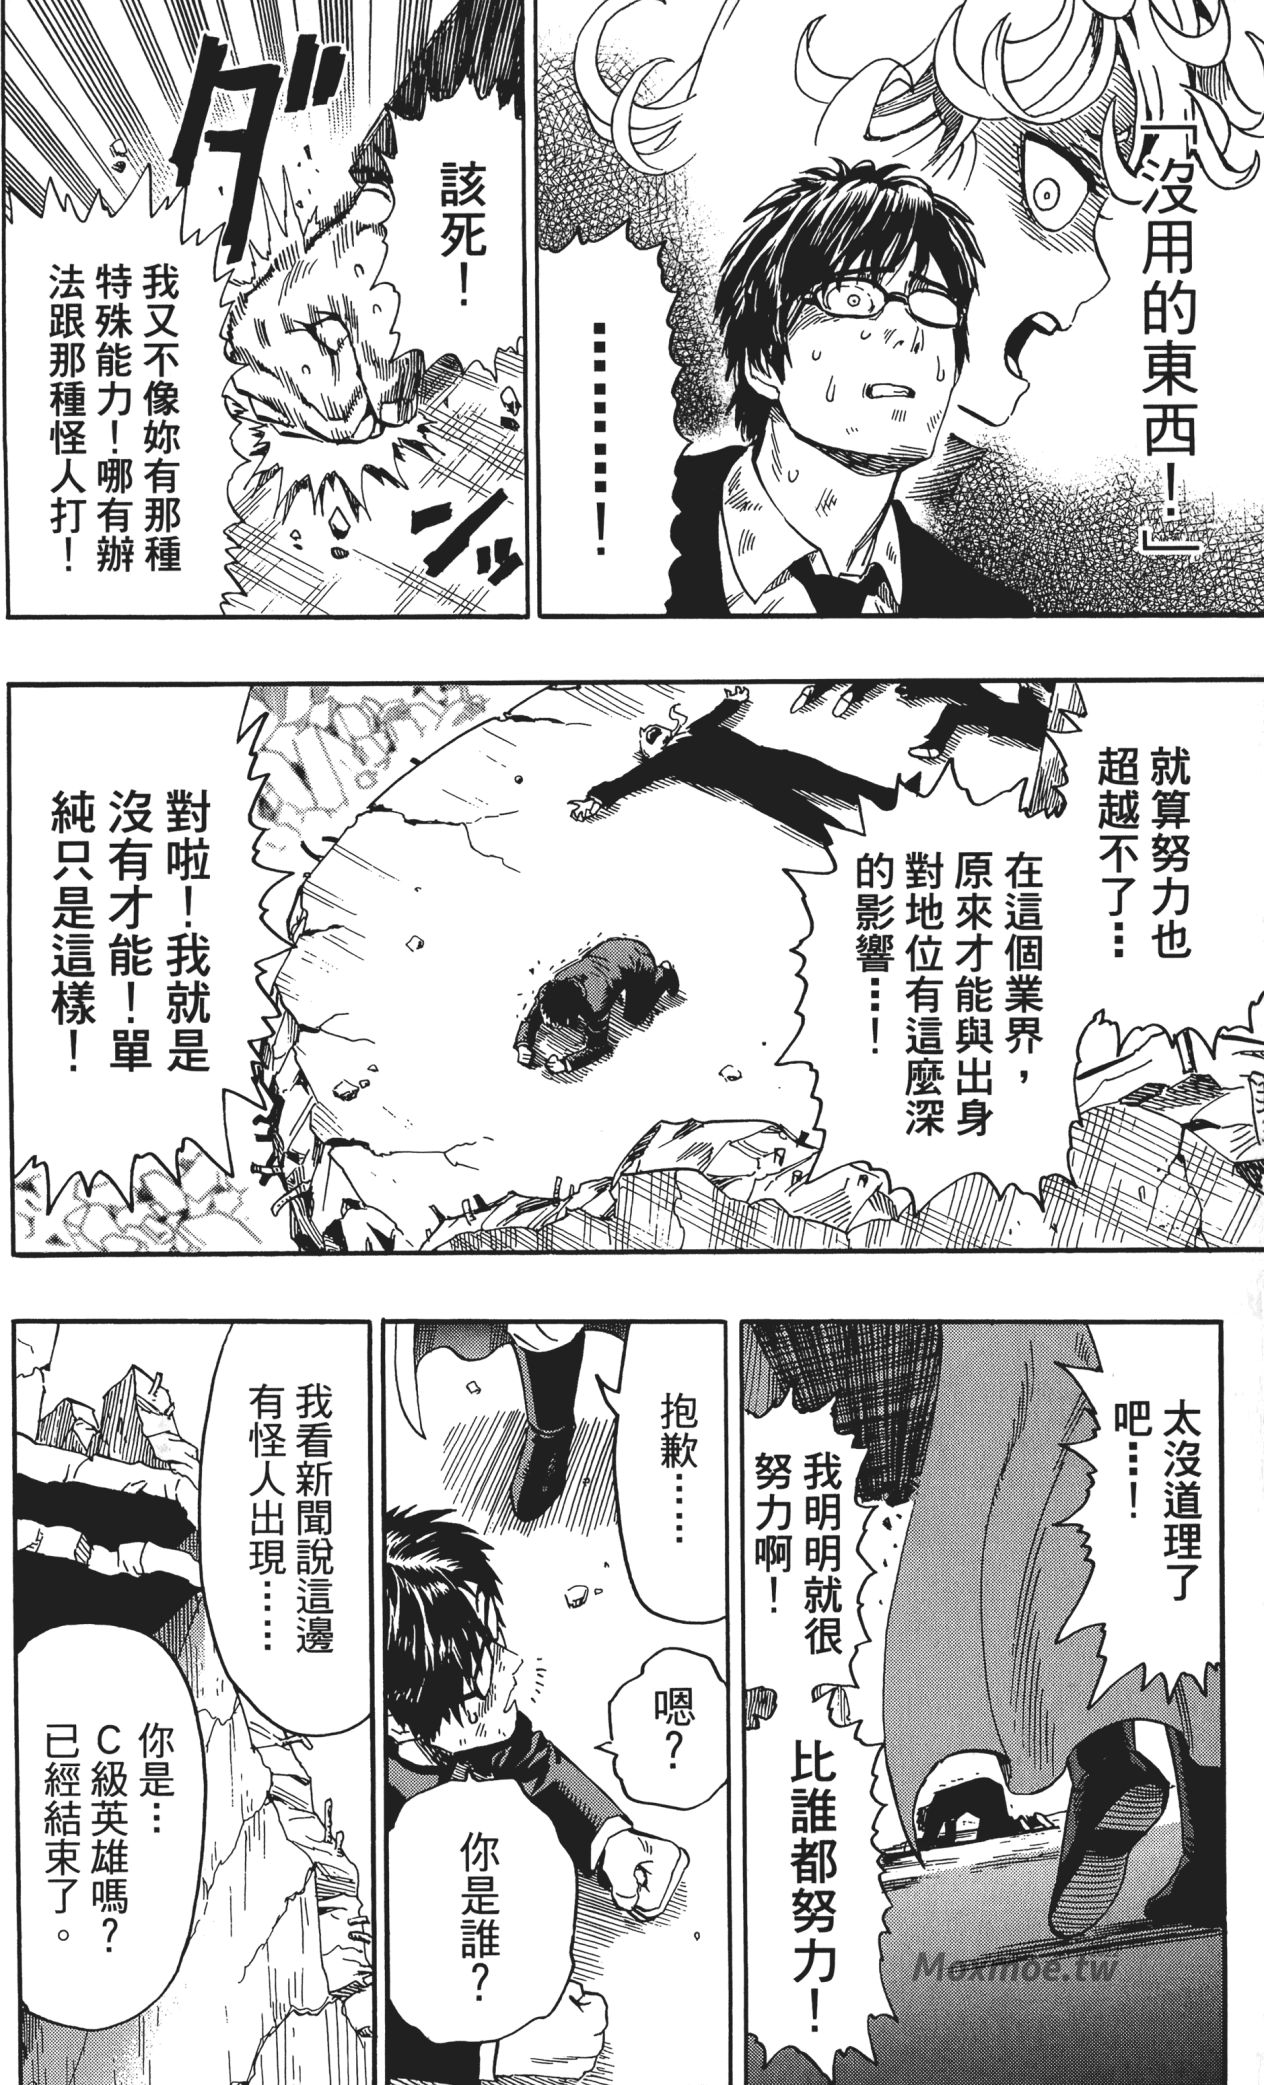 「沒用的東西！」
…………！
該死！
ダン
我又不像妳有那種
特殊能力！哪有辦
法跟那種怪人打！
就算努力也
超越不了…
在這個業界，
原來才能與出身
對地位有這麼深
的影響…！
對啦！我就是
沒有才能！單
純只是這樣！
太沒道理了
吧…！
我明明就很
努力啊！
比誰都努力！
抱歉……
嗯？
你是誰？
我看新聞說這邊
有怪人出現……
你是…
C級英雄嗎？
已經結束了。
Moxmoe.tw